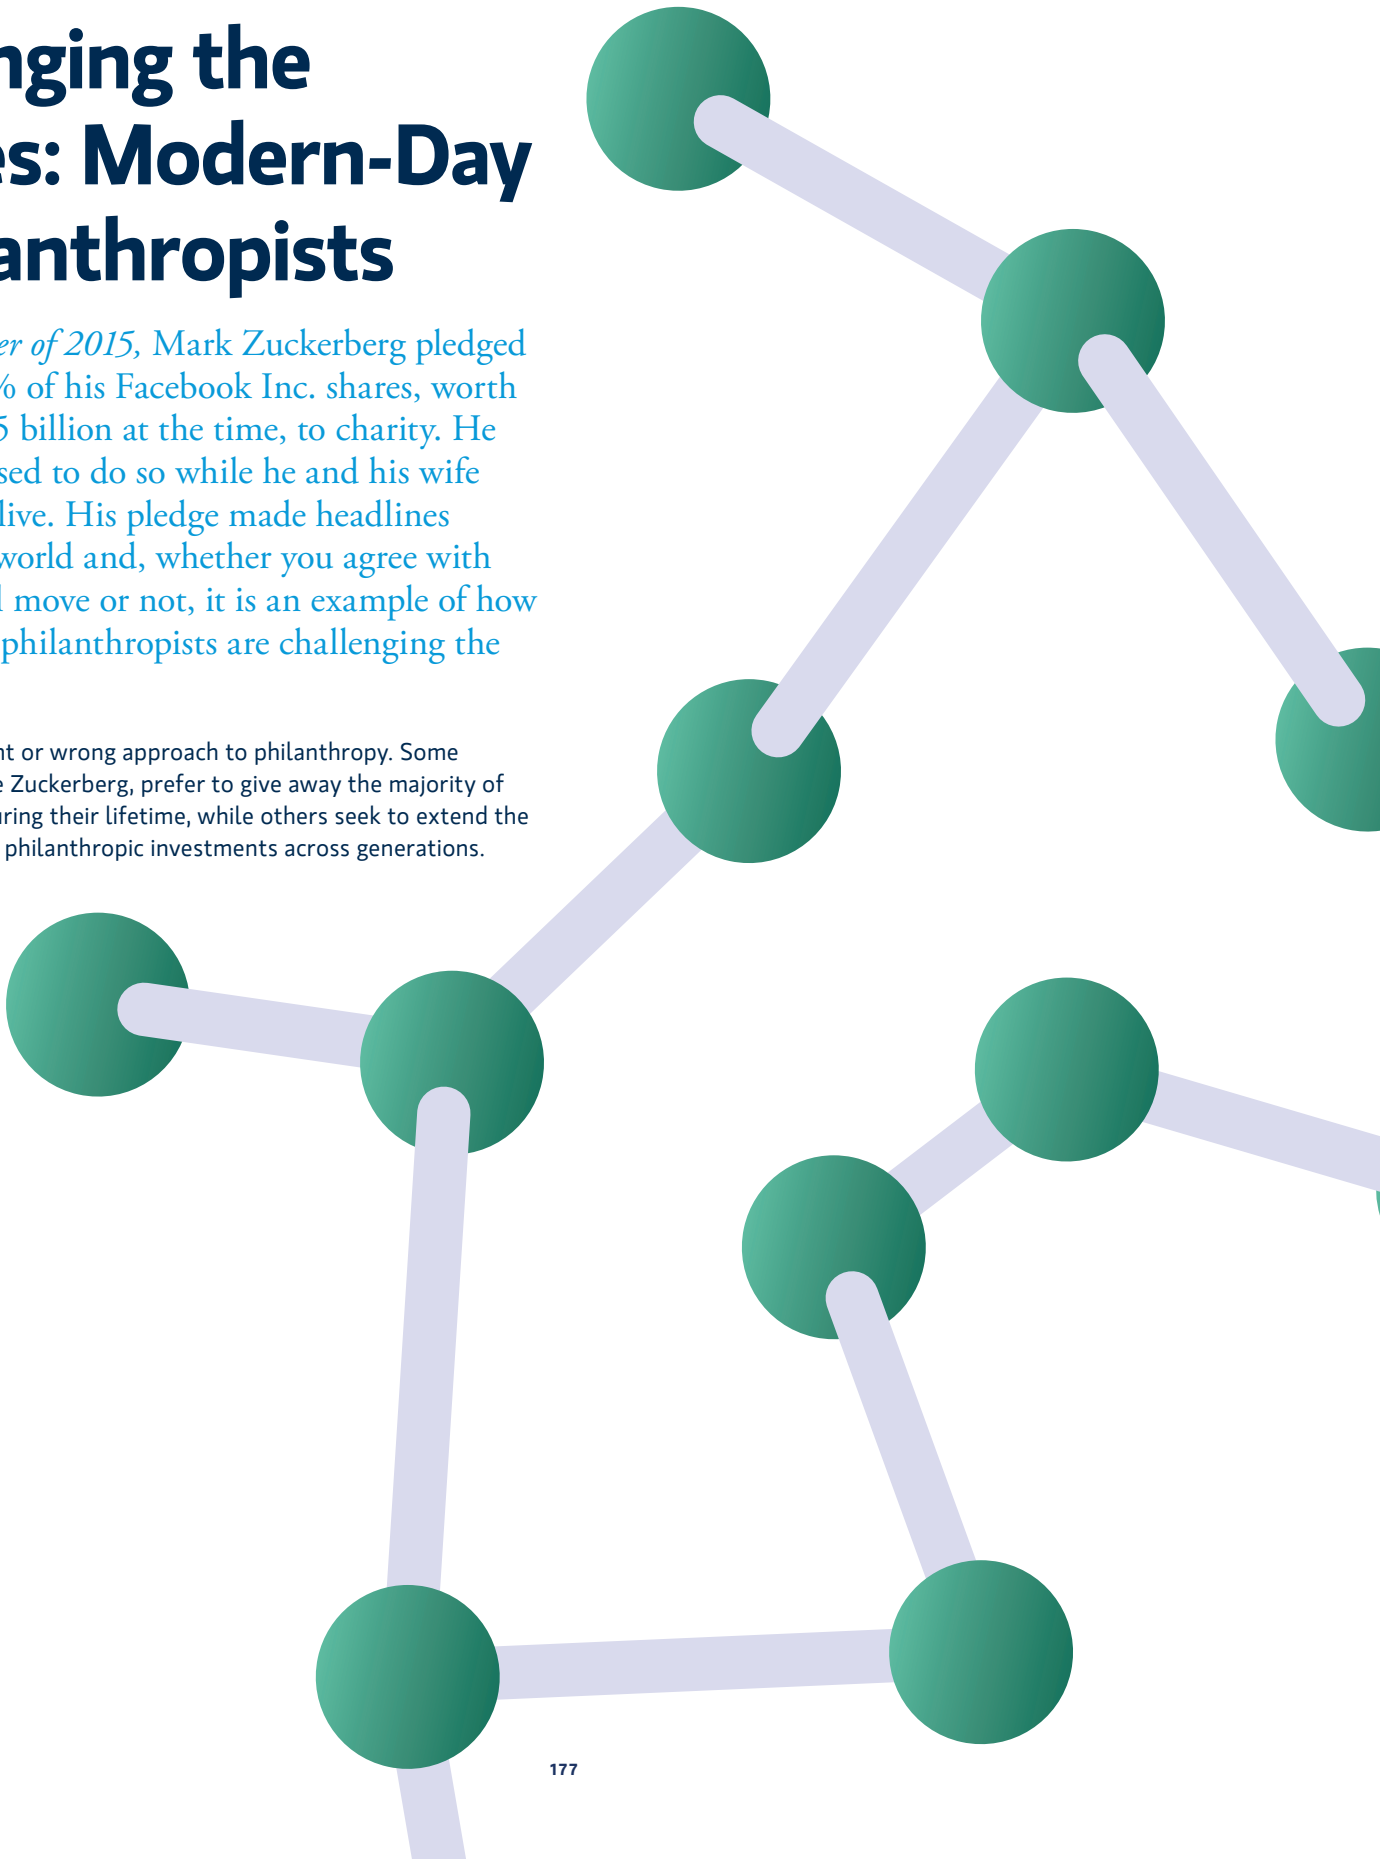 nging the
es: Modern-Day
anthropists
er of 2015, Mark Zuckerberg pledged
% of his Facebook Inc. shares, worth
5 billion at the time, to charity. He
sed to do so while he and his wife
live. His pledge made headlines
world and, whether you agree with
l move or not, it is an example of how
philanthropists are challenging the
nt or wrong approach to philanthropy. Some
e Zuckerberg, prefer to give away the majority of
uring their lifetime, while others seek to extend the
philanthropic investments across generations.
177